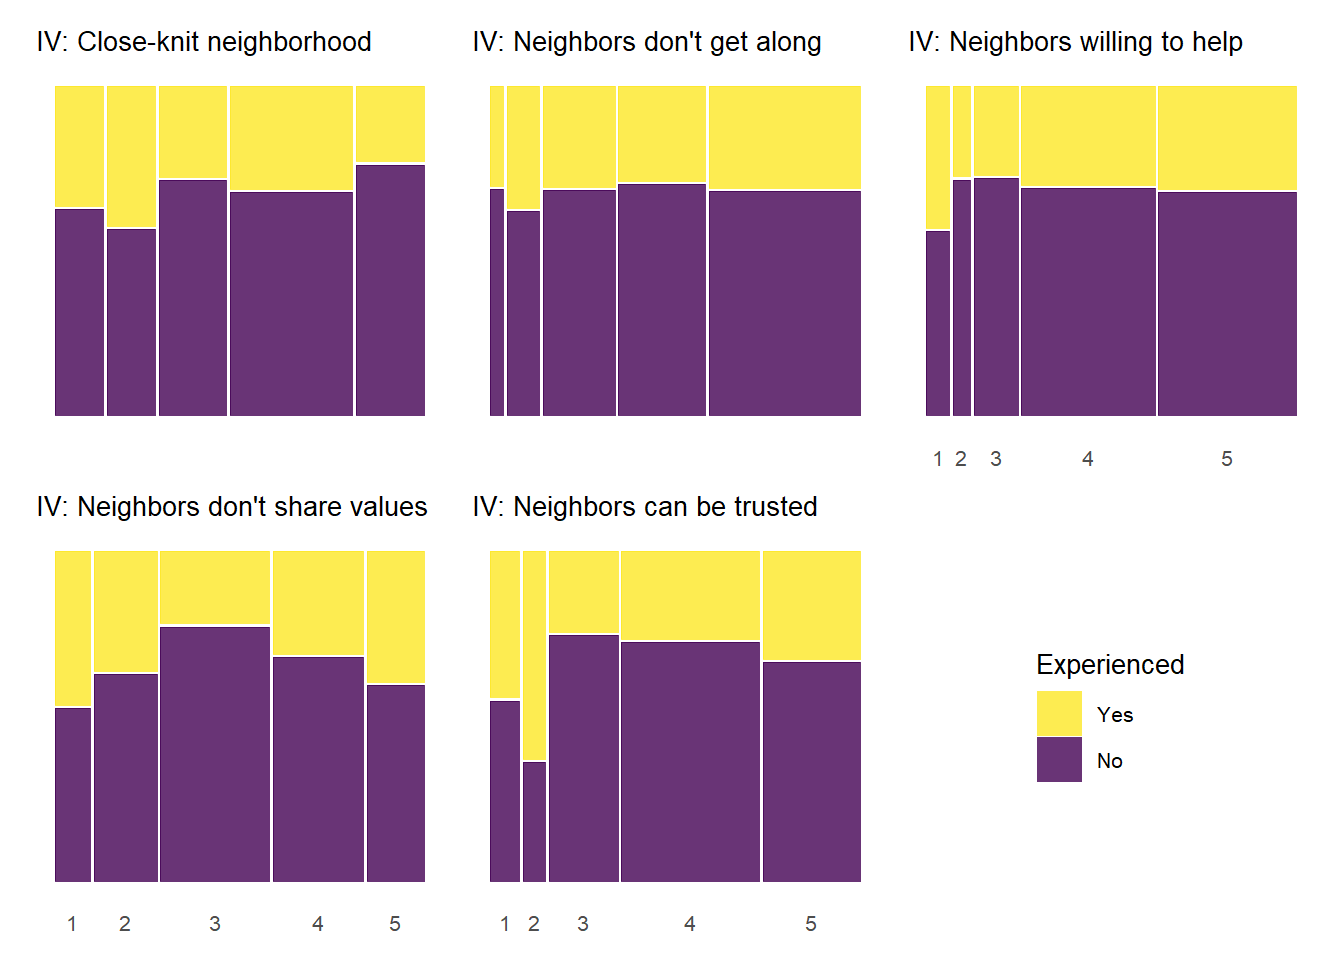 IV: Close-knit neighborhood
IV: Neighbors don't get along
IV: Neighbors willing to help
1 2 3 4 5
IV: Neighbors don't share values
IV: Neighbors can be trusted
Experienced
Yes
No
1 2 3 4 5
1 2 3 4 5